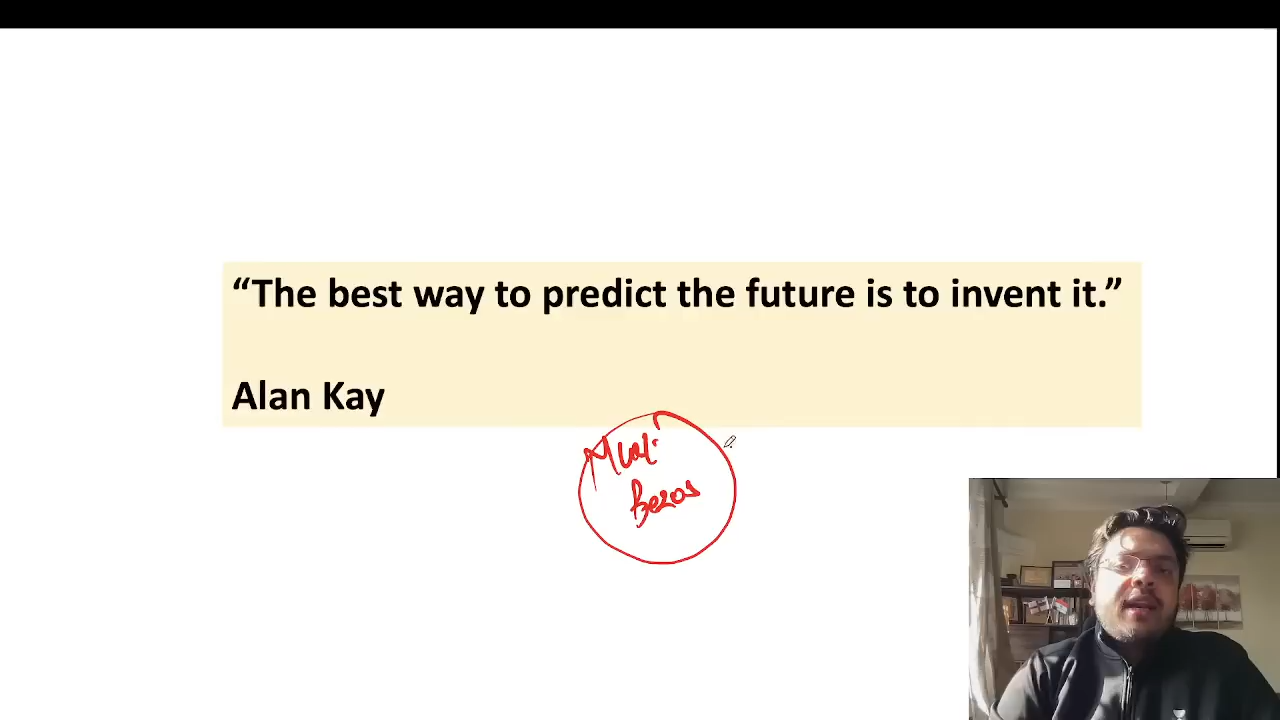 “The best way to predict the future is to invent it.”
Alan Kay
Bezos